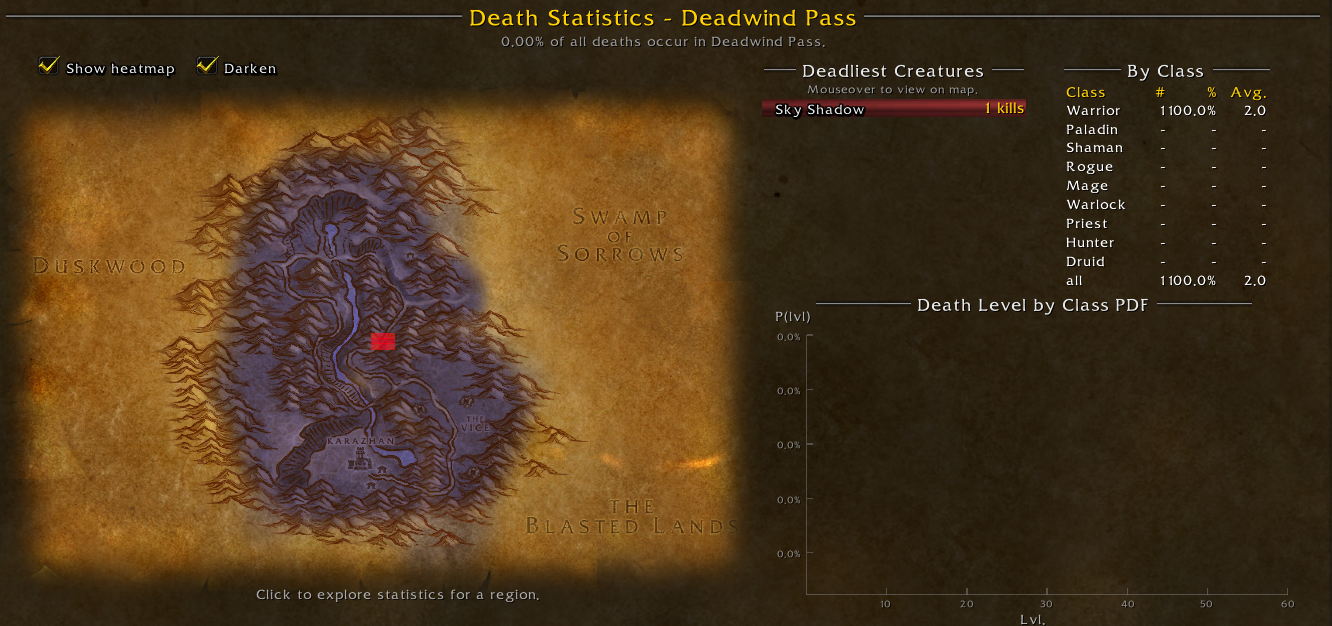 Death Statistics - Deadwind Pass
0.00% of all deaths occur in Deadwind Pass.
Show heatmap Darken
DUSKWOOD
SWAMP
OF
SORROWS
KARAZHAN
THE
VICE
THE
BLASTED LANDS
Click to explore statistics for a region.
Deadliest Creatures
Mouseover to view on map.
Sky Shadow 1 kills
By Class
Class # % Avg.
Warrior 1 100.0% 2.0
Paladin - - -
Shaman - - -
Rogue - - -
Mage - - -
Warlock - - -
Priest - - -
Hunter - - -
Druid - - -
all 1 100.0% 2.0
Death Level by Class PDF
P(lvl)
0.0%
0.0%
0.0%
0.0%
0.0%
10 20 30 40 50 60
Lvl.